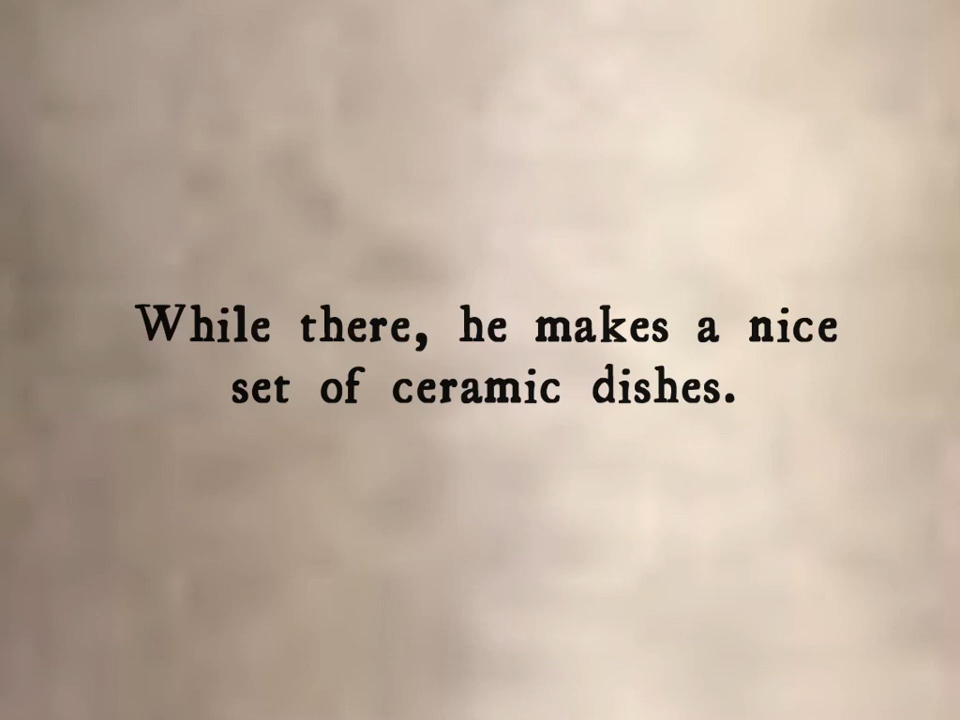 While there, he makes a nice
set of ceramic dishes.